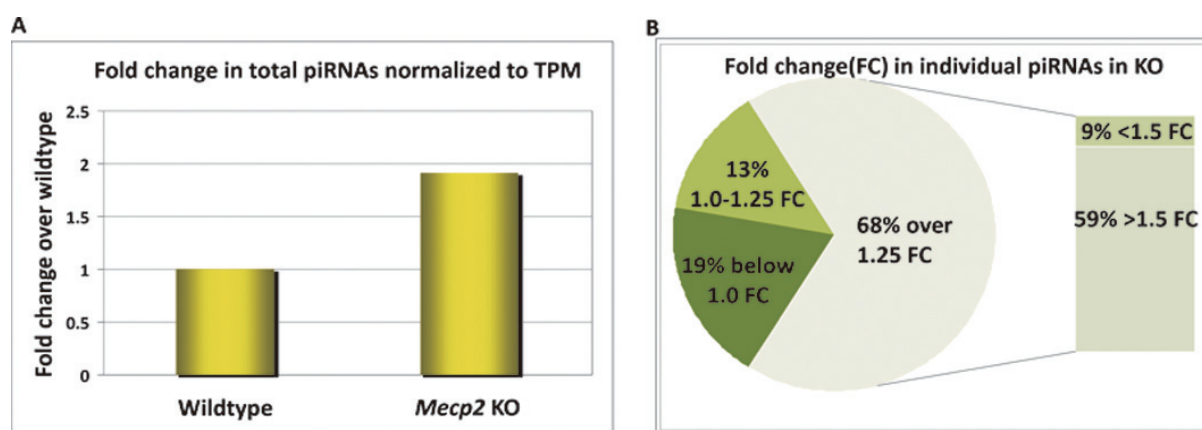 A
Fold change in total piRNAs normalized to TPM
Fold change over wildtype
2.5
2
1.5
1
0.5
0
Wildtype
Mecp2 KO
B
Fold change(FC) in individual piRNAs in KO
13%
1.0-1.25 FC
19% below
1.0 FC
68% over
1.25 FC
9% <1.5 FC
59% >1.5 FC